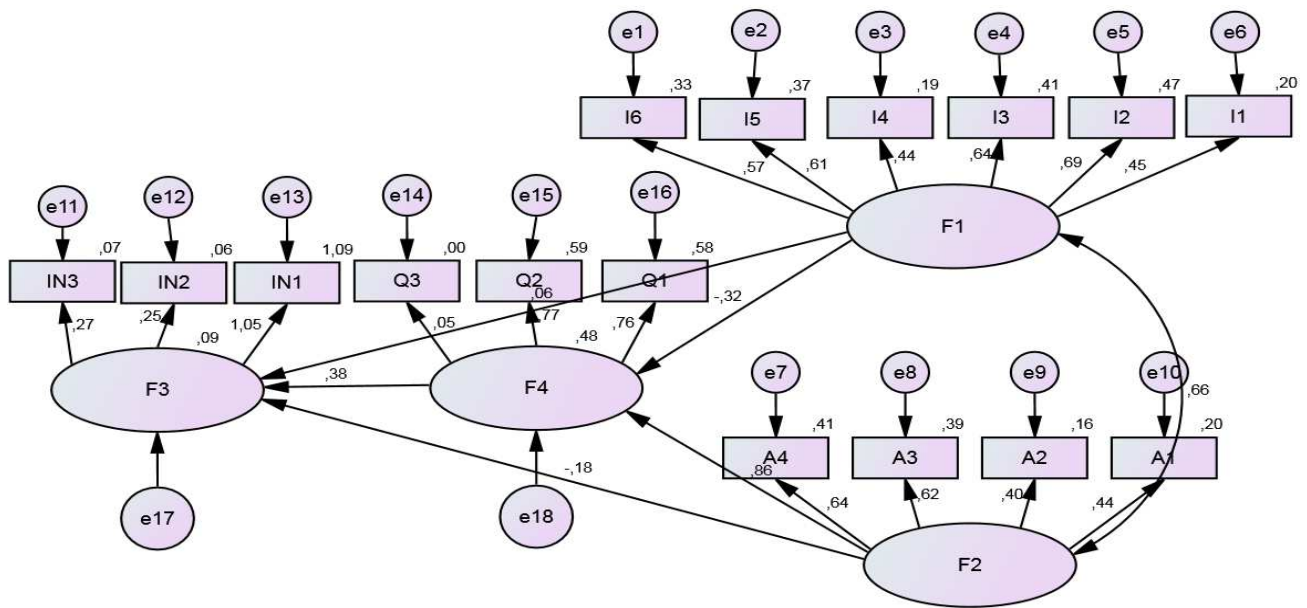 e1 e2 e3 e4 e5 e6
,33 ,37 ,19 ,41 ,47 ,20
I6 I5 I4 I3 I2 I1
,57 ,61 ,44 ,64 ,69 ,45
F1
e11 e12 e13 e14 e15 e16
,07 ,06 1,09 ,00 ,59 ,58
IN3 IN2 IN1 Q3 Q2 Q1
,06 -,32
,27 ,25 1,05 ,05 ,77 ,76
,09 ,48
F3 ,38 F4
e7 e8 e9 e10
,66
,41 ,39 ,16 ,20
A4 A3 A2 A1
-,18 ,86
,64 ,62 ,40 ,44
e17 e18
F2